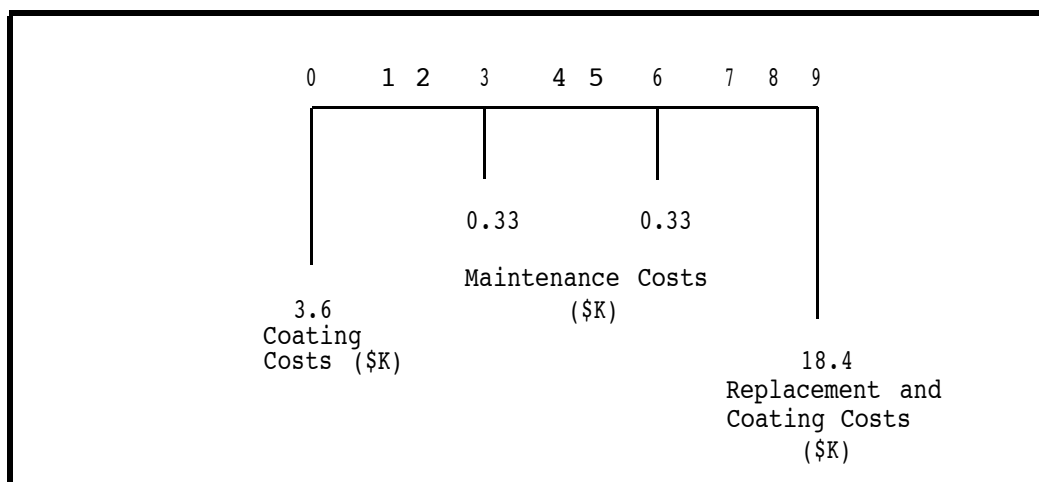 0 1 2 3 4 5 6 7 8 9
0.33 0.33
Maintenance Costs
($K)
3.6
Coating
Costs ($K)
18.4
Replacement and
Coating Costs
($K)